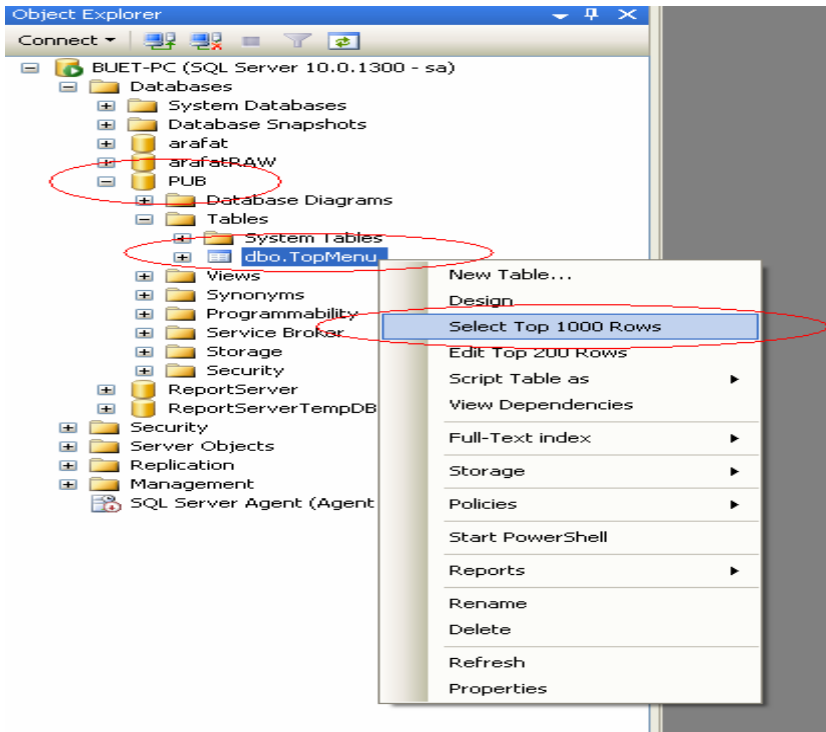 Object Explorer
Connect
BUET-PC (SQL Server 10.0.1300 - sa)
Databases
System Databases
Database Snapshots
arafat
arafatRAW
PUB
Database Diagrams
Tables
System Tables
dbo.TopMenu
Views
Synonyms
Programmability
Service Broker
Storage
Security
ReportServer
ReportServerTempDB
Security
Server Objects
Replication
Management
SQL Server Agent (Agent
New Table...
Design
Select Top 1000 Rows
Edit Top 200 Rows
Script Table as
View Dependencies
Full-Text index
Storage
Policies
Start PowerShell
Reports
Rename
Delete
Refresh
Properties